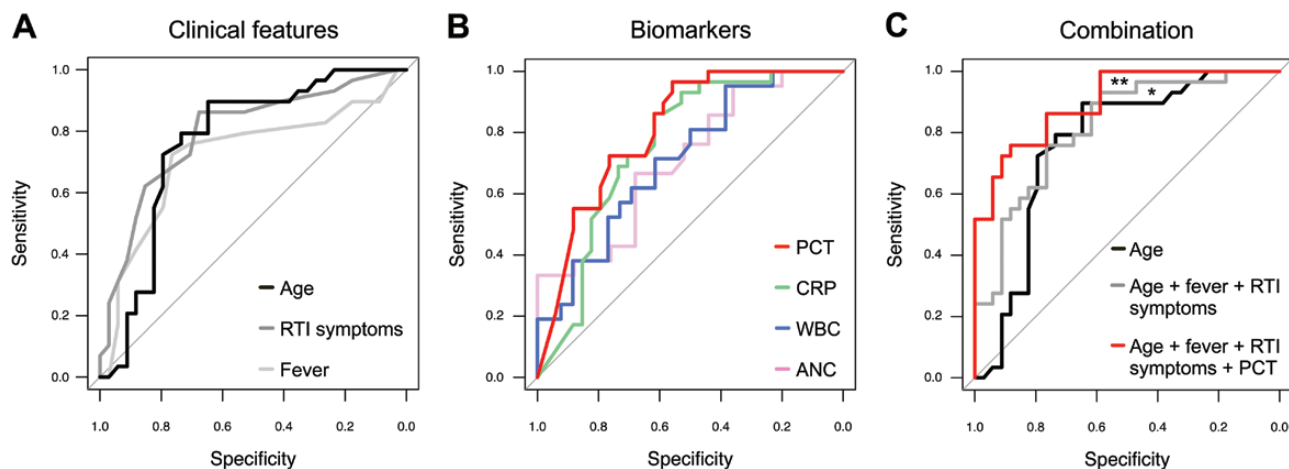 A
Clinical features
Sensitivity
1.0
0.8
0.6
0.4
0.2
0.0
Age
RTI symptoms
Fever
1.0
0.8
0.6
0.4
0.2
0.0
Specificity
B
Biomarkers
Sensitivity
1.0
0.8
0.6
0.4
0.2
0.0
PCT
CRP
WBC
ANC
1.0
0.8
0.6
0.4
0.2
0.0
Specificity
C
Combination
Sensitivity
1.0
0.8
0.6
0.4
0.2
0.0
**
*
Age
Age + fever + RTI
symptoms
Age + fever + RTI
symptoms + PCT
1.0
0.8
0.6
0.4
0.2
0.0
Specificity